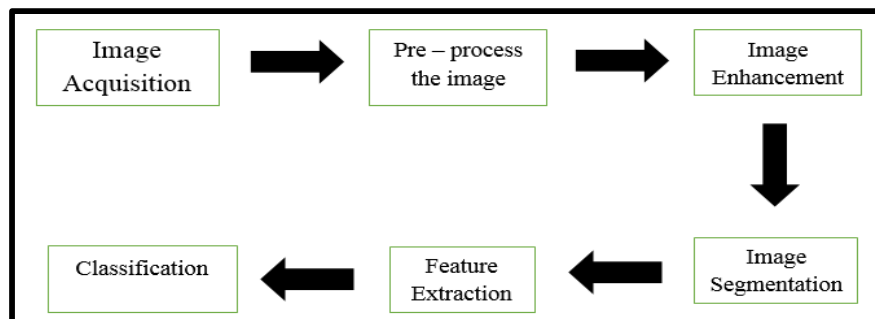 Image
Acquisition
Pre – process
the image
Image
Enhancement
Image
Segmentation
Feature
Extraction
Classification